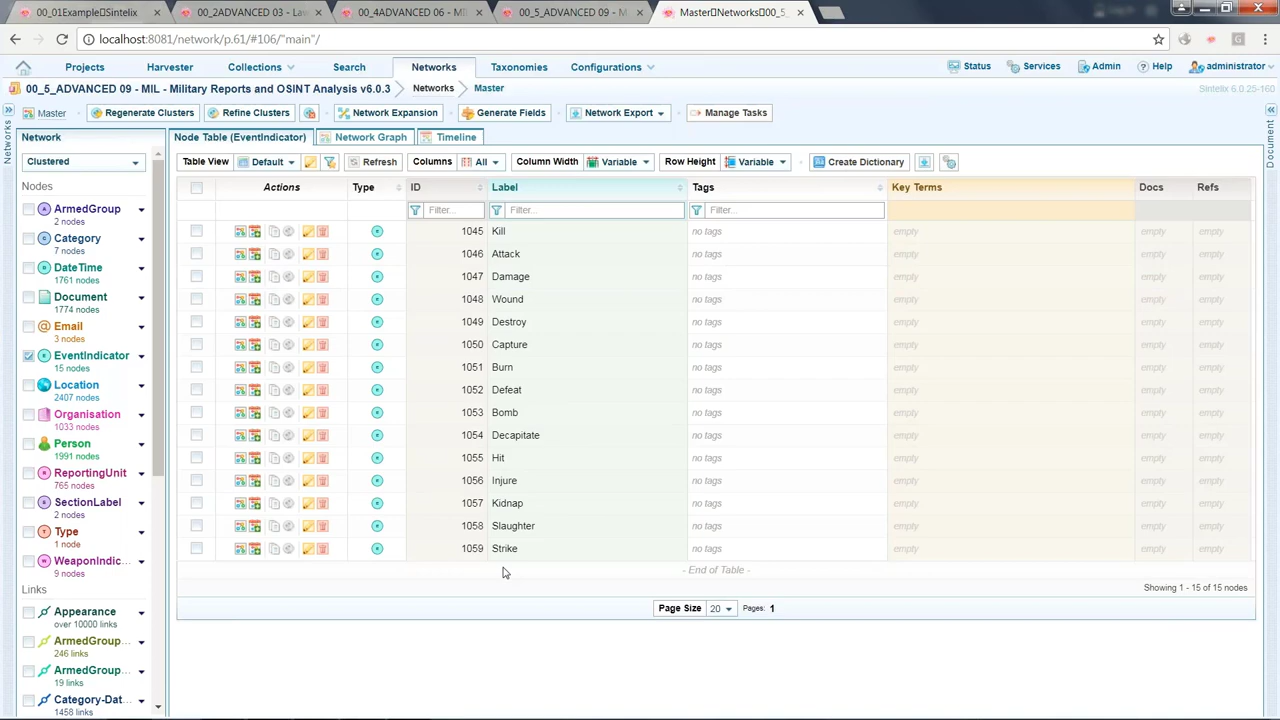 00_01Example Sintelix
00_2ADVANCED 03 - Law
00_4ADVANCED 06 - MIL
00_5_ADVANCED 09 - M
Master Networks 00_5_
localhost:8081/network/p.61/#106/"main"/
Projects
Harvester
Collections
Search
Networks
Taxonomies
Configurations
Status
Services
Admin
Help
administrator
00_5_ADVANCED 09 - MIL - Military Reports and OSINT Analysis v6.0.3
Networks
Master
Sintelix 6.0.25-160
Master
Regenerate Clusters
Refine Clusters
Network Expansion
Generate Fields
Network Export
Manage Tasks
Networks
Document
Network
Clustered
Nodes
ArmedGroup
2 nodes
Category
7 nodes
DateTime
1761 nodes
Document
1774 nodes
Email
3 nodes
EventIndicator
15 nodes
Location
2407 nodes
Organisation
1033 nodes
Person
1991 nodes
ReportingUnit
765 nodes
SectionLabel
2 nodes
Type
1 node
WeaponIndic...
9 nodes
Links
Appearance
over 10000 links
ArmedGroup...
246 links
ArmedGroup...
19 links
Category-Dat...
1458 links
Node Table (EventIndicator)
Network Graph
Timeline
Table View
Default
Refresh
Columns
All
Column Width
Variable
Row Height
Variable
Create Dictionary
Actions Type ID Label Tags Key Terms Docs Refs
Filter... Filter... Filter...
1045 Kill no tags empty empty empty
1046 Attack no tags empty empty empty
1047 Damage no tags empty empty empty
1048 Wound no tags empty empty empty
1049 Destroy no tags empty empty empty
1050 Capture no tags empty empty empty
1051 Burn no tags empty empty empty
1052 Defeat no tags empty empty empty
1053 Bomb no tags empty empty empty
1054 Decapitate no tags empty empty empty
1055 Hit no tags empty empty empty
1056 Injure no tags empty empty empty
1057 Kidnap no tags empty empty empty
1058 Slaughter no tags empty empty empty
1059 Strike no tags empty empty empty
- End of Table -
Showing 1 - 15 of 15 nodes
Page Size 20 Pages: 1